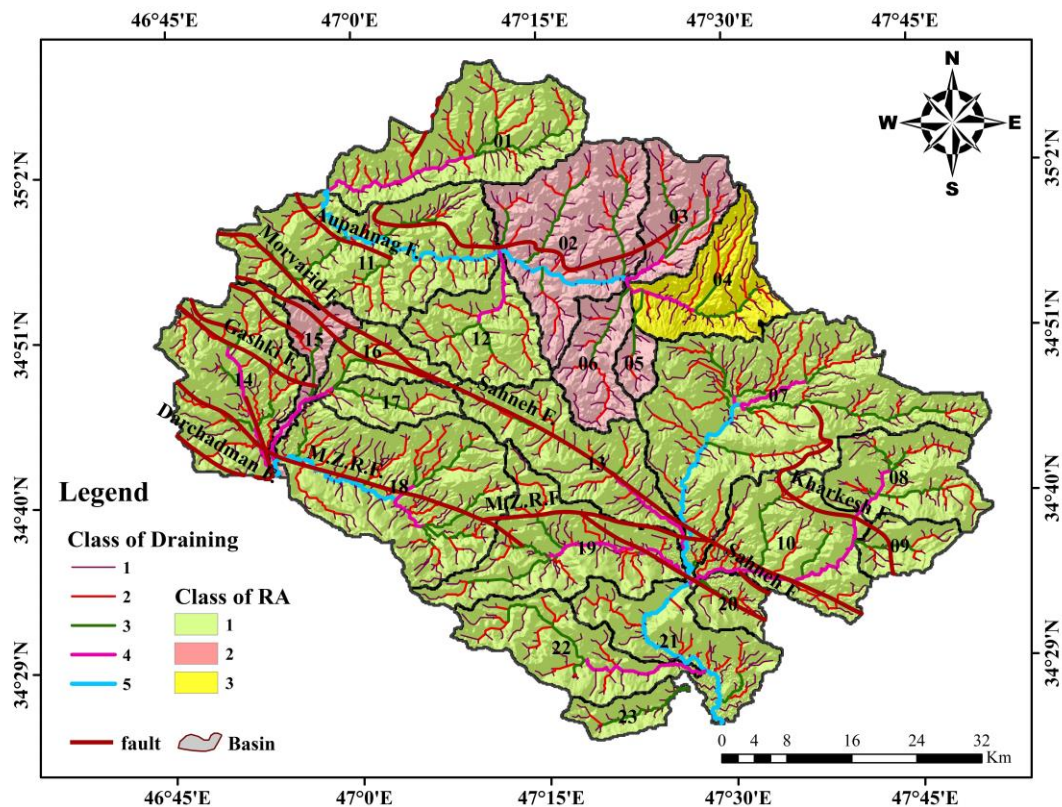 46°45'E 47°0'E 47°15'E 47°30'E 47°45'E
N
W E
S
35°2'N 35°2'N
34°51'N 34°51'N
34°40'N 34°40'N
34°29'N 34°29'N
01
02
03
04
05
06
07
08
09
10
11
12
13
14
15
16
17
18
19
20
21
22
23
Morvarid F.
Gashki F.
Sahneh F.
M.Z.R.F
M.Z.R.F
Kharkesh F.
Sahneh F.
Legend
Class of Draining
1
2
3
4
5
Class of RA
1
2
3
fault
Basin
0 2 4 8 16 24 32
Km
46°45'E 47°0'E 47°15'E 47°30'E 47°45'E